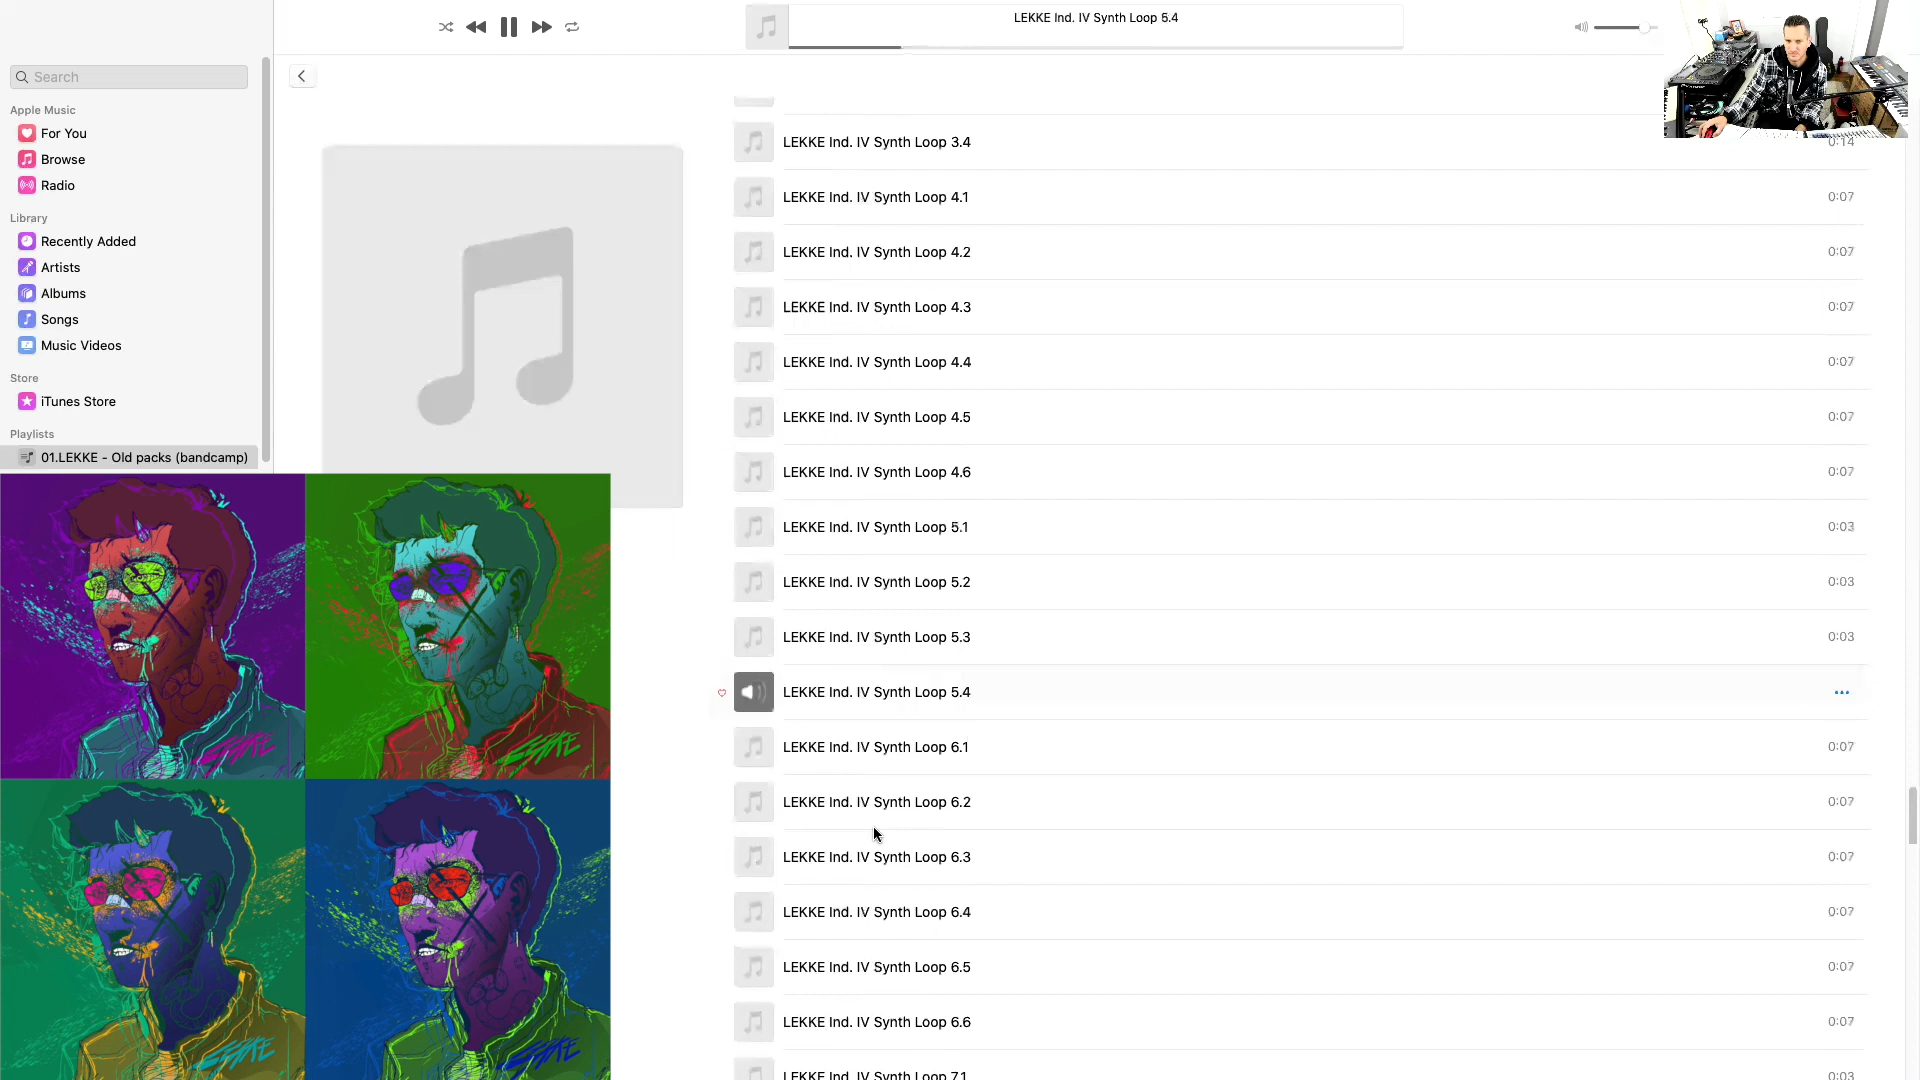 LEKKE Ind. IV Synth Loop 5.4
Search
Apple Music
For You
Browse
Radio
Library
Recently Added
Artists
Albums
Songs
Music Videos
Store
iTunes Store
Playlists
01.LEKKE - Old packs (bandcamp)
LEKKE Ind. IV Synth Loop 3.4 0:14
LEKKE Ind. IV Synth Loop 4.1 0:07
LEKKE Ind. IV Synth Loop 4.2 0:07
LEKKE Ind. IV Synth Loop 4.3 0:07
LEKKE Ind. IV Synth Loop 4.4 0:07
LEKKE Ind. IV Synth Loop 4.5 0:07
LEKKE Ind. IV Synth Loop 4.6 0:07
LEKKE Ind. IV Synth Loop 5.1 0:03
LEKKE Ind. IV Synth Loop 5.2 0:03
LEKKE Ind. IV Synth Loop 5.3 0:03
LEKKE Ind. IV Synth Loop 5.4
LEKKE Ind. IV Synth Loop 6.1 0:07
LEKKE Ind. IV Synth Loop 6.2 0:07
LEKKE Ind. IV Synth Loop 6.3 0:07
LEKKE Ind. IV Synth Loop 6.4 0:07
LEKKE Ind. IV Synth Loop 6.5 0:07
LEKKE Ind. IV Synth Loop 6.6 0:07
LEKKE Ind. IV Synth Loop 7.1 0:03